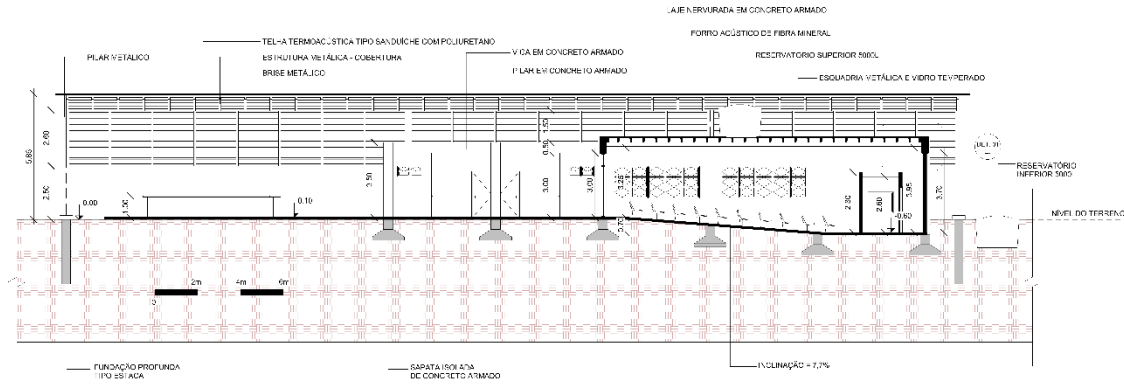 LAJE NERVURADA EM CONCRETO ARMADO
FORRO ACÚSTICO DE FIBRA MINERAL
TELHA TERMOACÚSTICA TIPO SANDUÍCHE COM POLIURETANO
PILAR METÁLICO
ESTRUTURA METÁLICA - COBERTURA
BRISE METÁLICO
VIGA EM CONCRETO ARMADO
PILAR EM CONCRETO ARMADO
RESERVATÓRIO SUPERIOR 5000L
ESQUADRIA METÁLICA E VIDRO TEMPERADO
5.85
2.60
2.50
0.00
0.10
3.50
3.00
3.00
0.50
3.25
0.70
2.30
2.60
3.95
-0.60
3.70
RESERVATÓRIO
INFERIOR 5000
NÍVEL DO TERRENO
0
2m
4m
6m
FUNDAÇÃO PROFUNDA
TIPO ESTACA
SAPATA ISOLADA
DE CONCRETO ARMADO
INCLINAÇÃO = 7,7%